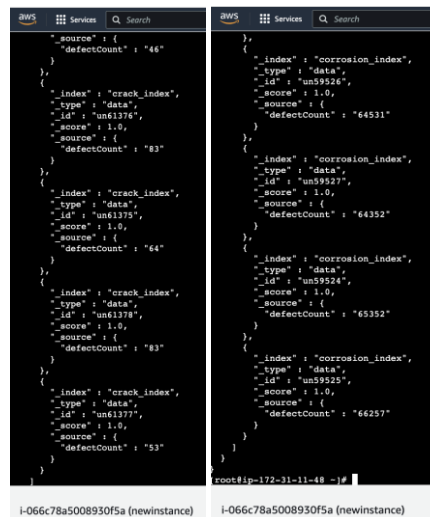 aws
Services
Search
"_source" : {
"defectCount" : "46"
}
},
{
"_index" : "crack_index",
"_type" : "data",
"_id" : "un61376",
"_score" : 1.0,
"_source" : {
"defectCount" : "83"
}
},
{
"_index" : "crack_index",
"_type" : "data",
"_id" : "un61375",
"_score" : 1.0,
"_source" : {
"defectCount" : "64"
}
},
{
"_index" : "crack_index",
"_type" : "data",
"_id" : "un61378",
"_score" : 1.0,
"_source" : {
"defectCount" : "83"
}
},
{
"_index" : "crack_index",
"_type" : "data",
"_id" : "un61377",
"_score" : 1.0,
"_source" : {
"defectCount" : "53"
}
}
]
i-066c78a5008930f5a (newinstance)
aws
Services
Search
},
{
"_index" : "corrosion_index",
"_type" : "data",
"_id" : "un59526",
"_score" : 1.0,
"_source" : {
"defectCount" : "64531"
}
},
{
"_index" : "corrosion_index",
"_type" : "data",
"_id" : "un59527",
"_score" : 1.0,
"_source" : {
"defectCount" : "64352"
}
},
{
"_index" : "corrosion_index",
"_type" : "data",
"_id" : "un59524",
"_score" : 1.0,
"_source" : {
"defectCount" : "65352"
}
},
{
"_index" : "corrosion_index",
"_type" : "data",
"_id" : "un59525",
"_score" : 1.0,
"_source" : {
"defectCount" : "66257"
}
}
]
}
}
[root@ip-172-31-11-48 ~]#
i-066c78a5008930f5a (newinstance)